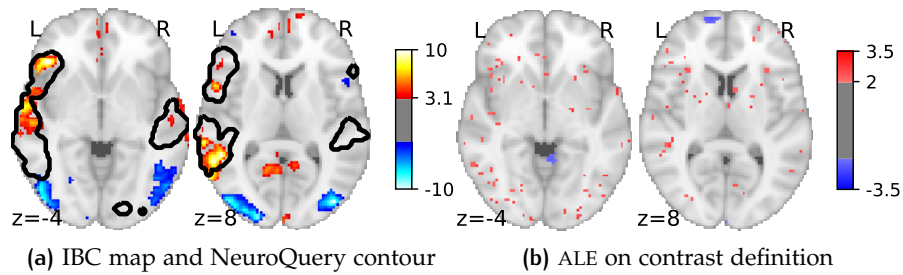 L R L R
10
3.1
-10
z=-4 z=8
3.5
2
-3.5
z=-4 z=8
(a) IBC map and NeuroQuery contour
(b) ALE on contrast definition